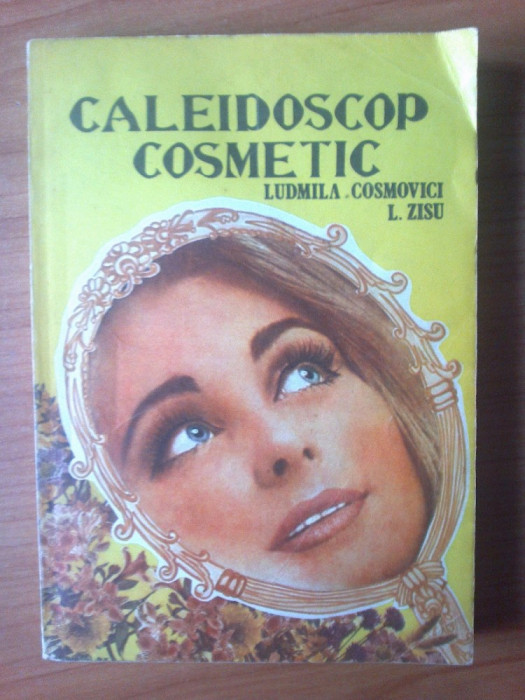 CALEIDOSCOP
COSMETIC
LUDMILA COSMOVICI
L. ZISU